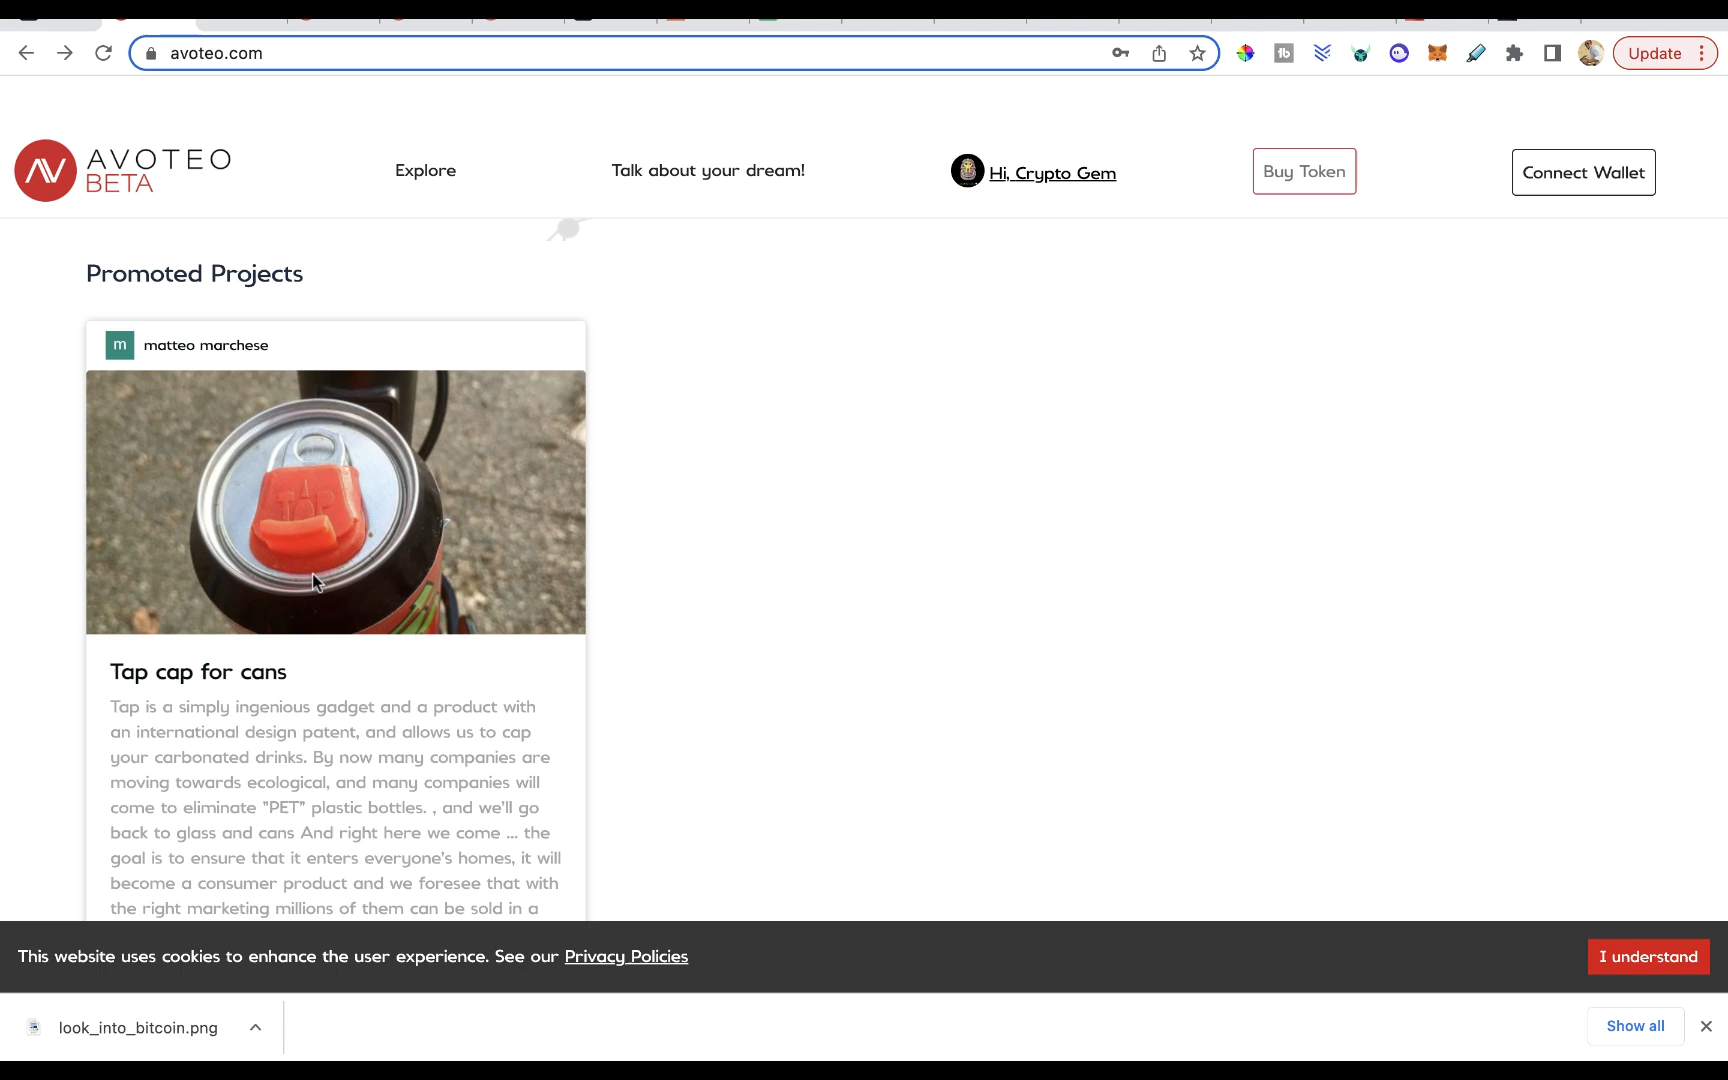 avoteo.com
Update
AVOTEO
BETA
Explore
Talk about your dream!
Hi, Crypto Gem
Buy Token
Connect Wallet
Promoted Projects
m
matteo marchese
TAP
Tap cap for cans
Tap is a simply ingenious gadget and a product with
an international design patent, and allows us to cap
your carbonated drinks. By now many companies are
moving towards ecological, and many companies will
come to eliminate "PET" plastic bottles. , and we'll go
back to glass and cans And right here we come ... the
goal is to ensure that it enters everyone's homes, it will
become a consumer product and we foresee that with
the right marketing millions of them can be sold in a
This website uses cookies to enhance the user experience. See our Privacy Policies
I understand
look_into_bitcoin.png
Show all